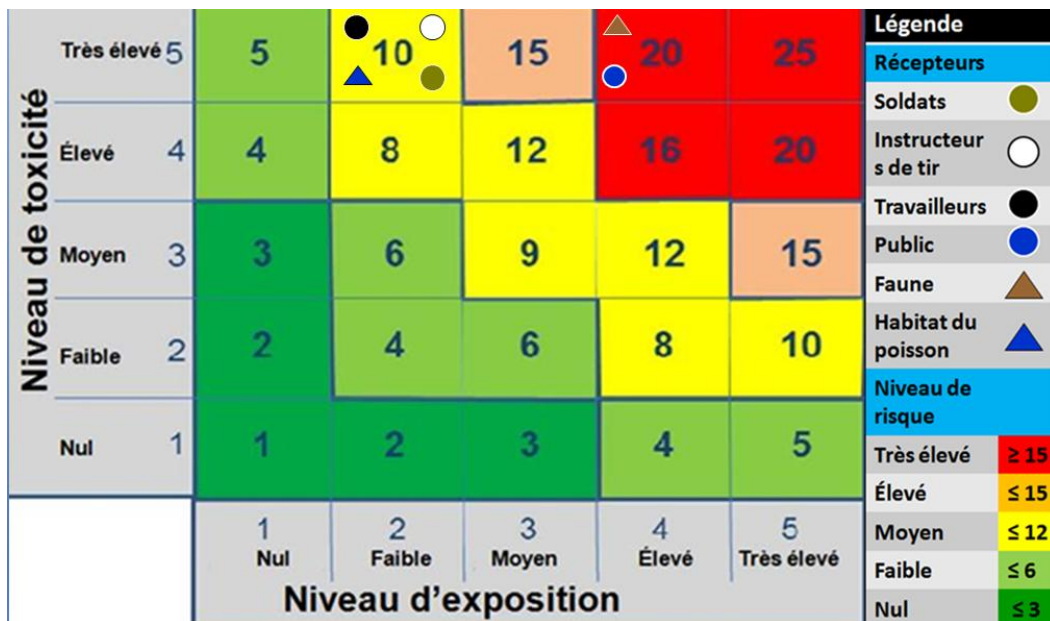 Niveau de toxicité
Très élevé 5 5 10 15 20 25
Élevé 4 4 8 12 16 20
Moyen 3 3 6 9 12 15
Faible 2 2 4 6 8 10
Nul 1 1 2 3 4 5
1 2 3 4 5
Nul Faible Moyen Élevé Très élevé
Niveau d’exposition
Légende
Récepteurs
Soldats
Instructeur
s de tir
Travailleurs
Public
Faune
Habitat du
poisson
Niveau de
risque
Très élevé ≥ 15
Élevé ≤ 15
Moyen ≤ 12
Faible ≤ 6
Nul ≤ 3